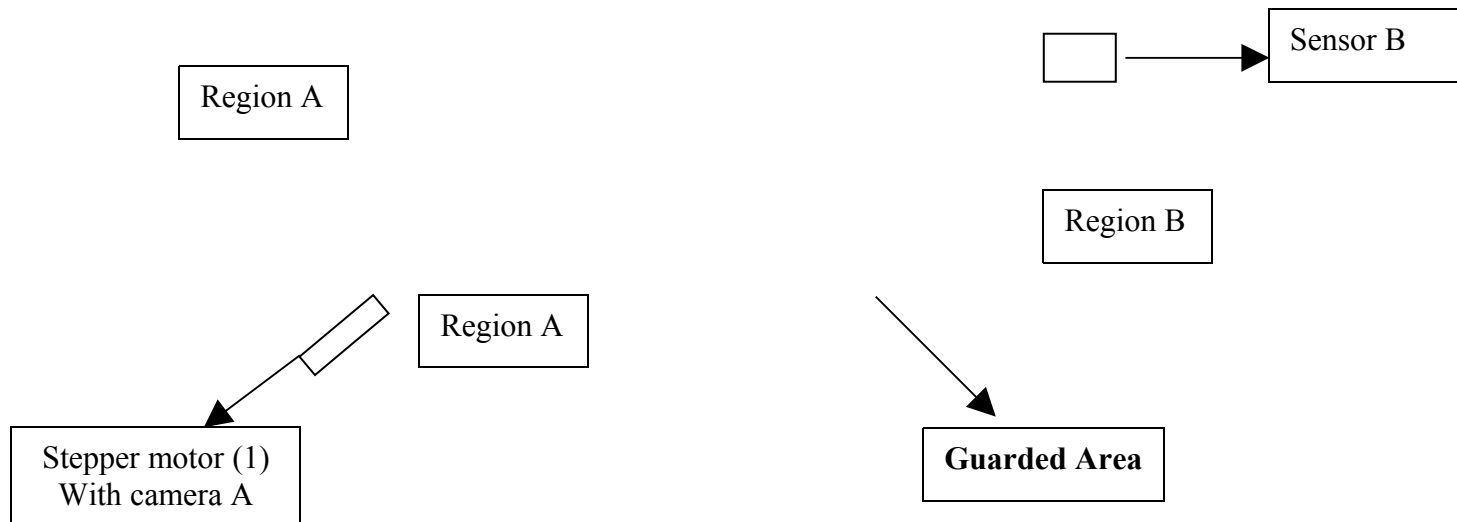 Sensor B
Region A
Region B
Region A
Stepper motor (1)
With camera A
Guarded Area